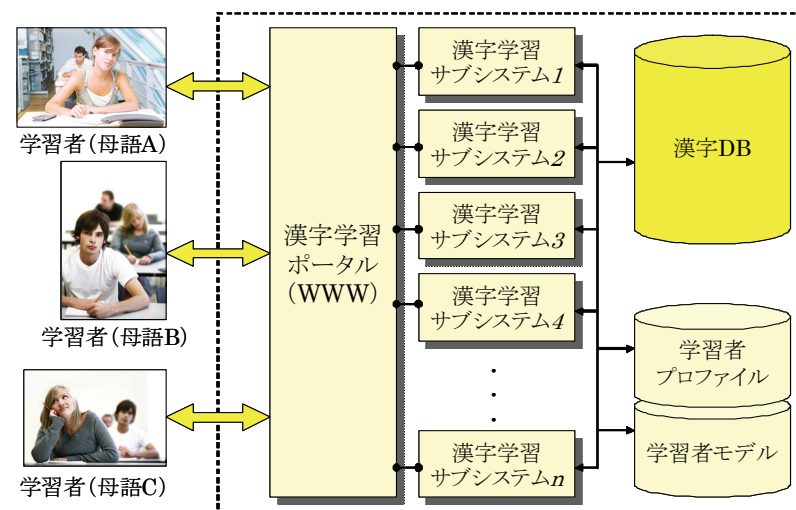 学習者(母語A)
学習者(母語B)
学習者(母語C)
漢字学習
ポータル
(WWW)
漢字学習
サブシステム1
漢字学習
サブシステム2
漢字学習
サブシステム3
漢字学習
サブシステム4
漢字学習
サブシステムn
漢字DB
学習者
プロファイル
学習者モデル